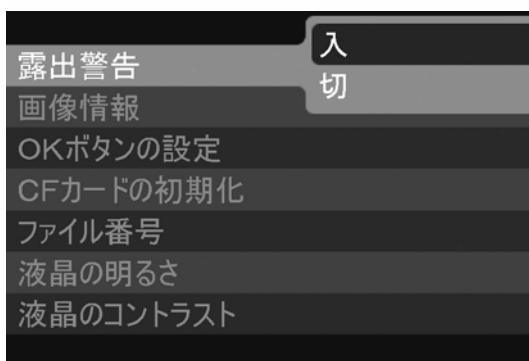 露出警告
入
切
画像情報
OKボタンの設定
CFカードの初期化
ファイル番号
液晶の明るさ
液晶のコントラスト